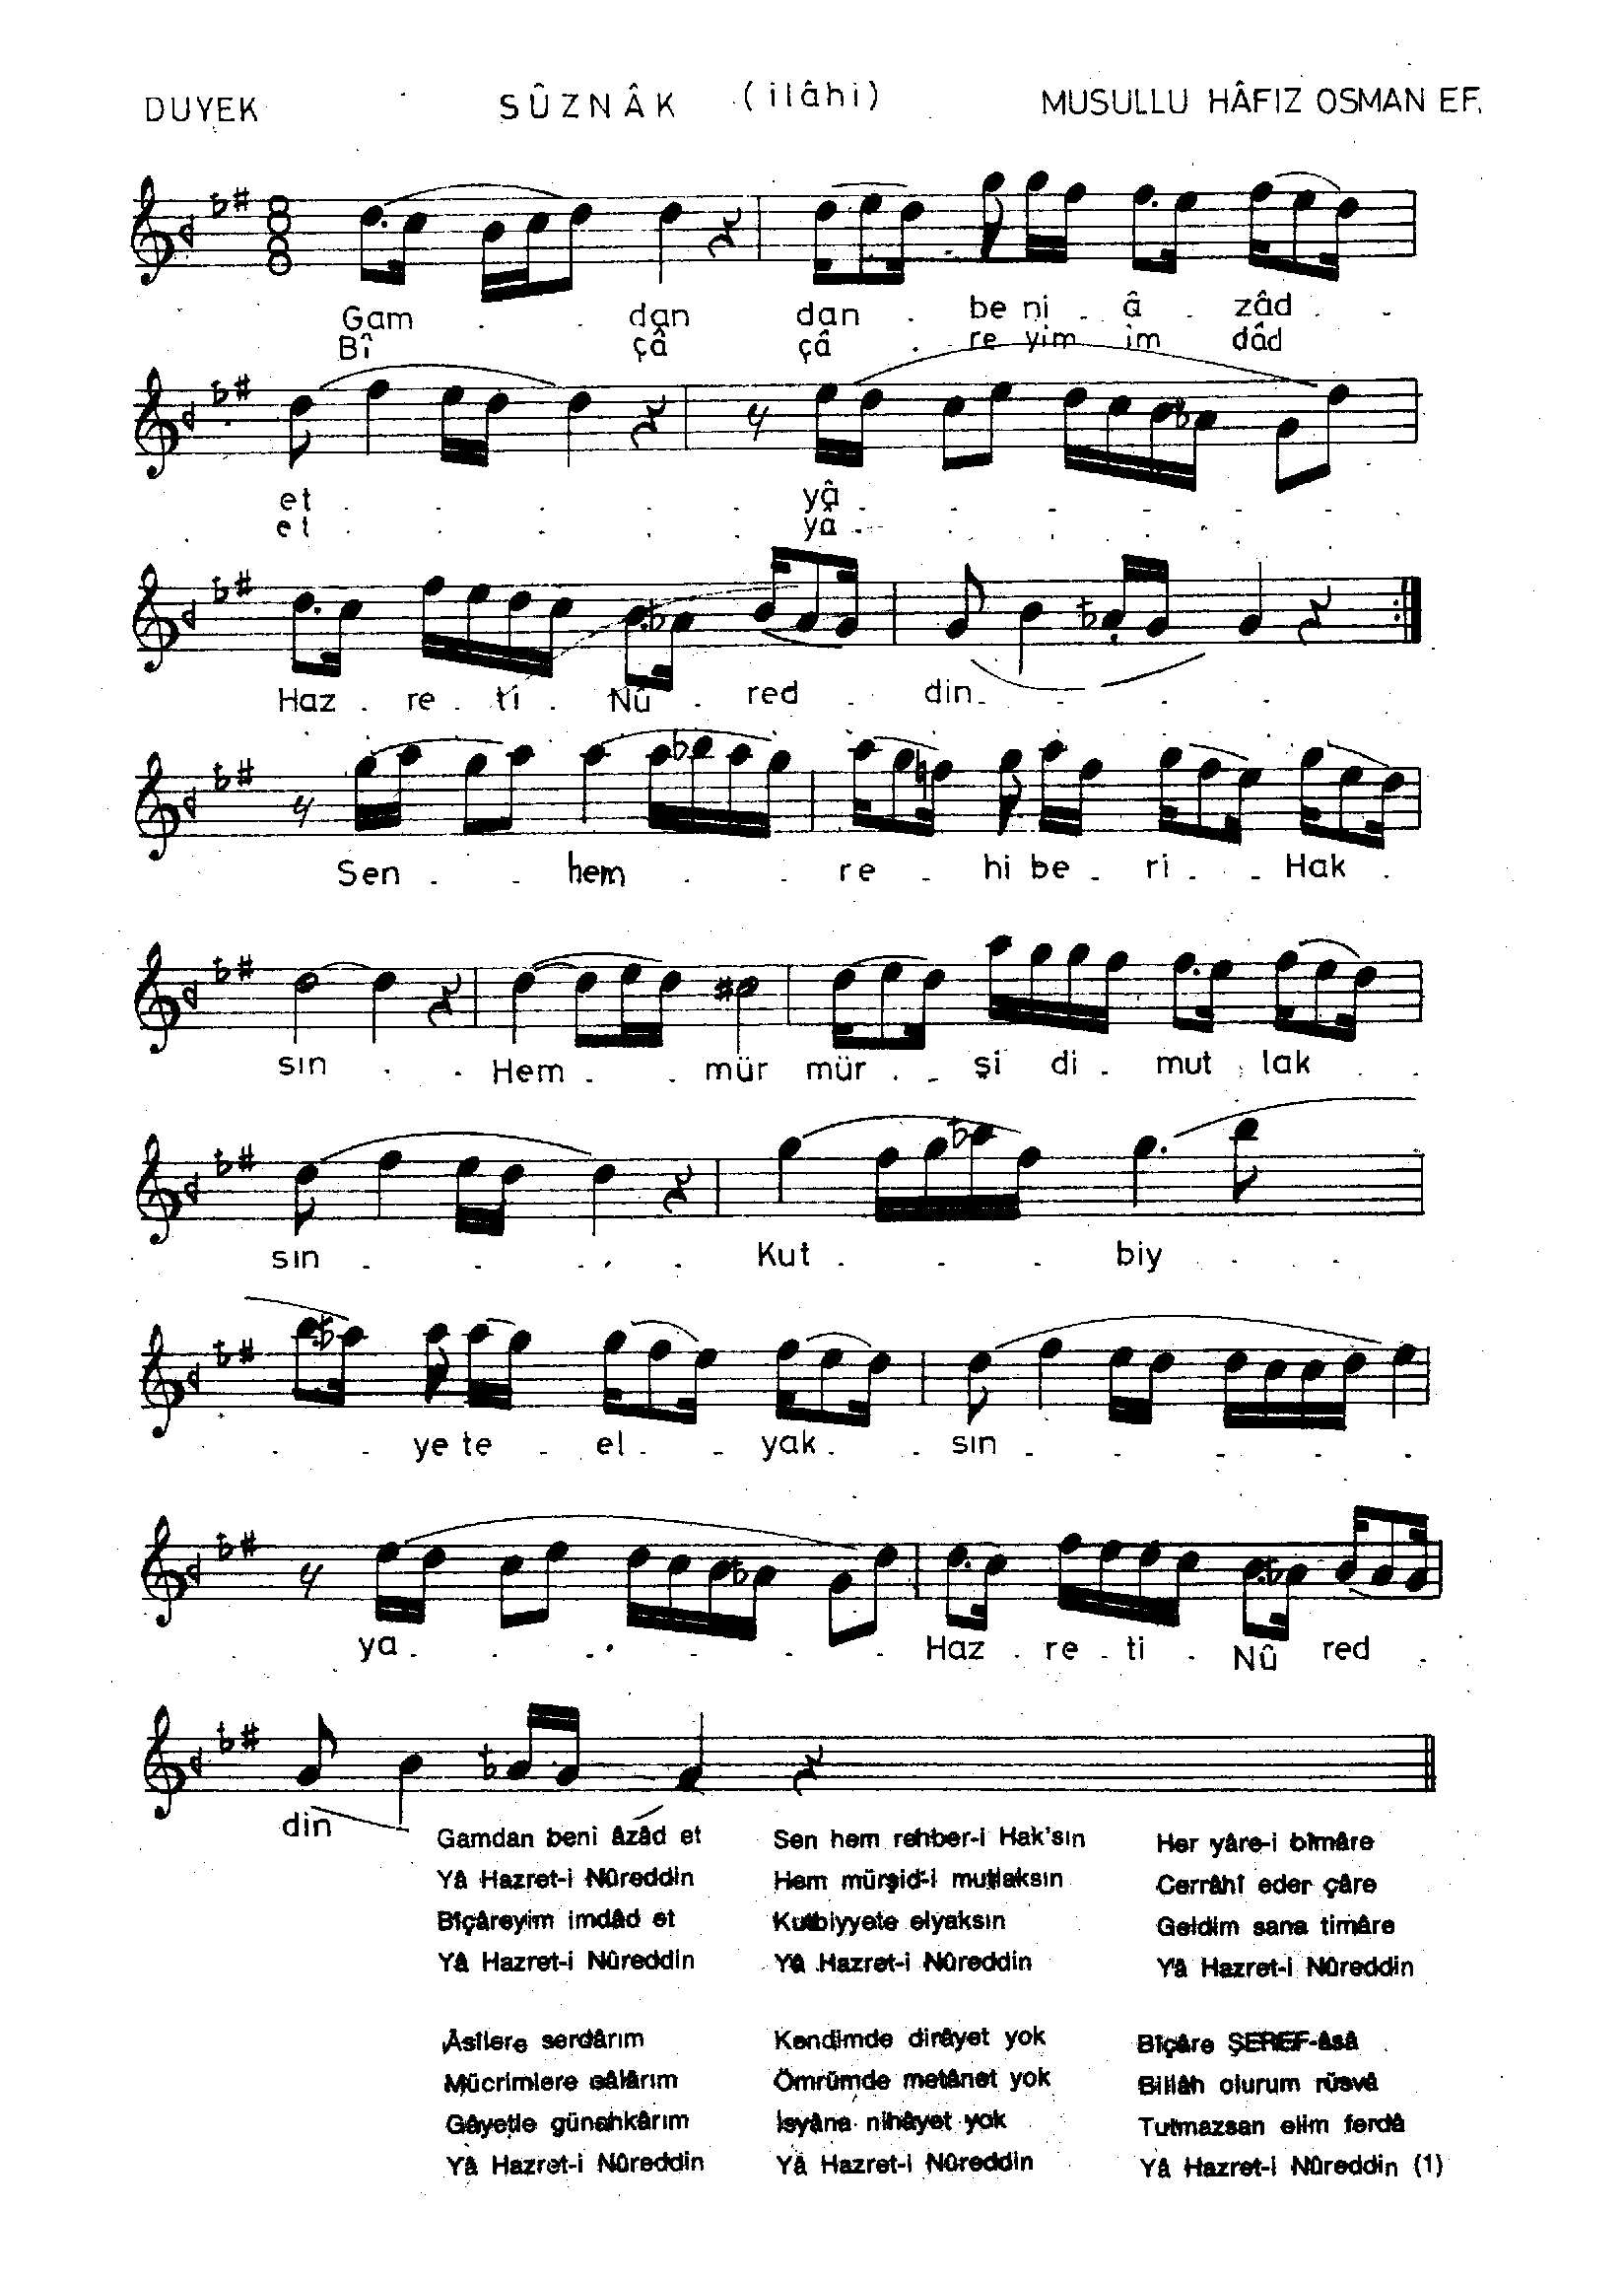 DUYEK SÛZNÂK (ilâhi) MUSULLU HÂFIZ OSMAN EF.
8 8
Gam . . dan dan . be ni . â . zâd . .
Bî çâ çâ . re yim im dâd
et . . . . . yâ . . . . . .
et . . . . . ya . . . . . .
Haz . re . ti . Nû . red . din . . . .
Sen . . hem . . re . hi be . ri . . Hak .
sın . . Hem . . mür mür . . şi di . mut lak . .
sın . . . . . Kut . . . biy . . .
. . ye te . el . . yak . . sın . . . . .
ya . . . . . . Haz . re . ti . Nû red .
din
Gamdan beni âzâd et
Yâ Hazret-i Nûreddin
Bîçâreyim imdâd et
Yâ Hazret-i Nûreddin
Sen hem rehber-i Hak'sın
Hem mürşid-i mutlaksın
Kutbiyyete elyaksın
Yâ Hazret-i Nûreddin
Her yâre-i bîmâre
Cerrâhî eder çâre
Geldim sana timâre
Yâ Hazret-i Nûreddin
Âsîlere serdârım
Mücrimlere sâlârım
Gâyetle günahkârım
Yâ Hazret-i Nûreddin
Kendimde dirâyet yok
Ömrümde metânet yok
İsyâna nihâyet yok
Yâ Hazret-i Nûreddin
Bîçâre ŞEREF-âsâ
Billâh olurum rüsvâ
Tutmazsan elim ferdâ
Yâ Hazret-i Nûreddin (1)